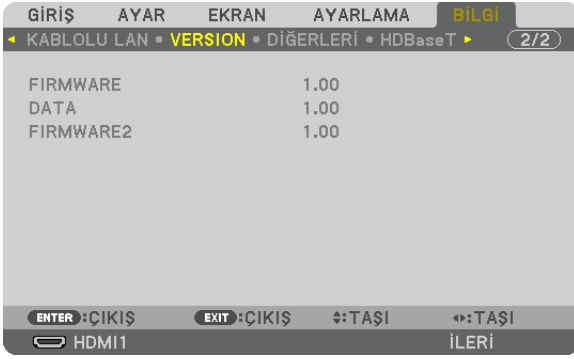 GİRİŞ AYAR EKRAN AYARLAMA BİLGİ
KABLOLU LAN • VERSION • DİĞERLERİ • HDBaseT 2/2
FIRMWARE 1.00
DATA 1.00
FIRMWARE2 1.00
ENTER :ÇIKIŞ EXIT :ÇIKIŞ :TAŞI :TAŞI
HDMI1 İLERİ